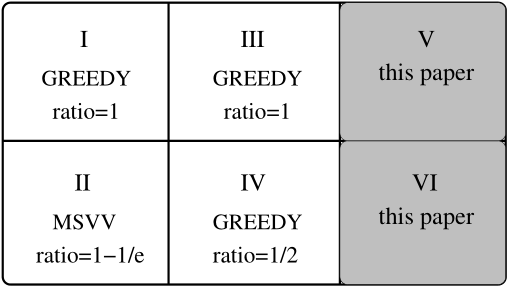 I
GREEDY
ratio=1
III
GREEDY
ratio=1
V
this paper
II
MSVV
ratio=1−1/e
IV
GREEDY
ratio=1/2
VI
this paper